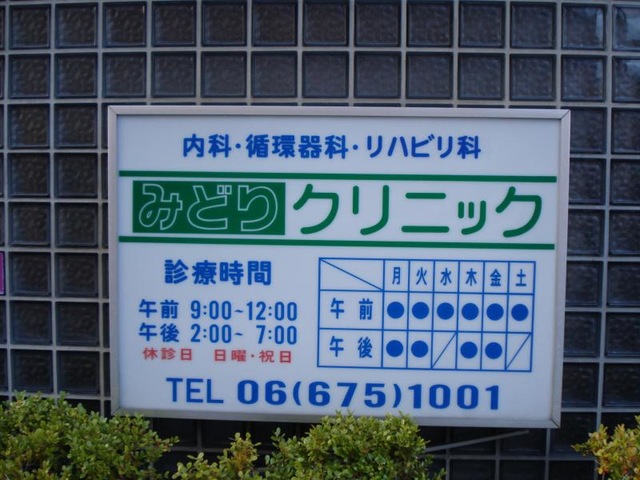 内科・循環器科・リハビリ科
みどりクリニック
診療時間
午前 9:00~12:00
午後 2:00~ 7:00
休診日 日曜・祝日
月 火 水 木 金 土
午前 ● ● ● ● ● ●
午後 ● ● ／ ● ● ／
TEL 06(675)1001